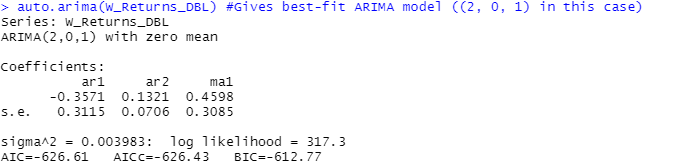 > auto.arima(W_Returns_DBL) #Gives best-fit ARIMA model ((2, 0, 1) in this case)
Series: W_Returns_DBL
ARIMA(2,0,1) with zero mean
Coefficients:
ar1 ar2 ma1
-0.3571 0.1321 0.4598
s.e. 0.3115 0.0706 0.3085
sigma^2 = 0.003983: log likelihood = 317.3
AIC=-626.61 AICc=-626.43 BIC=-612.77